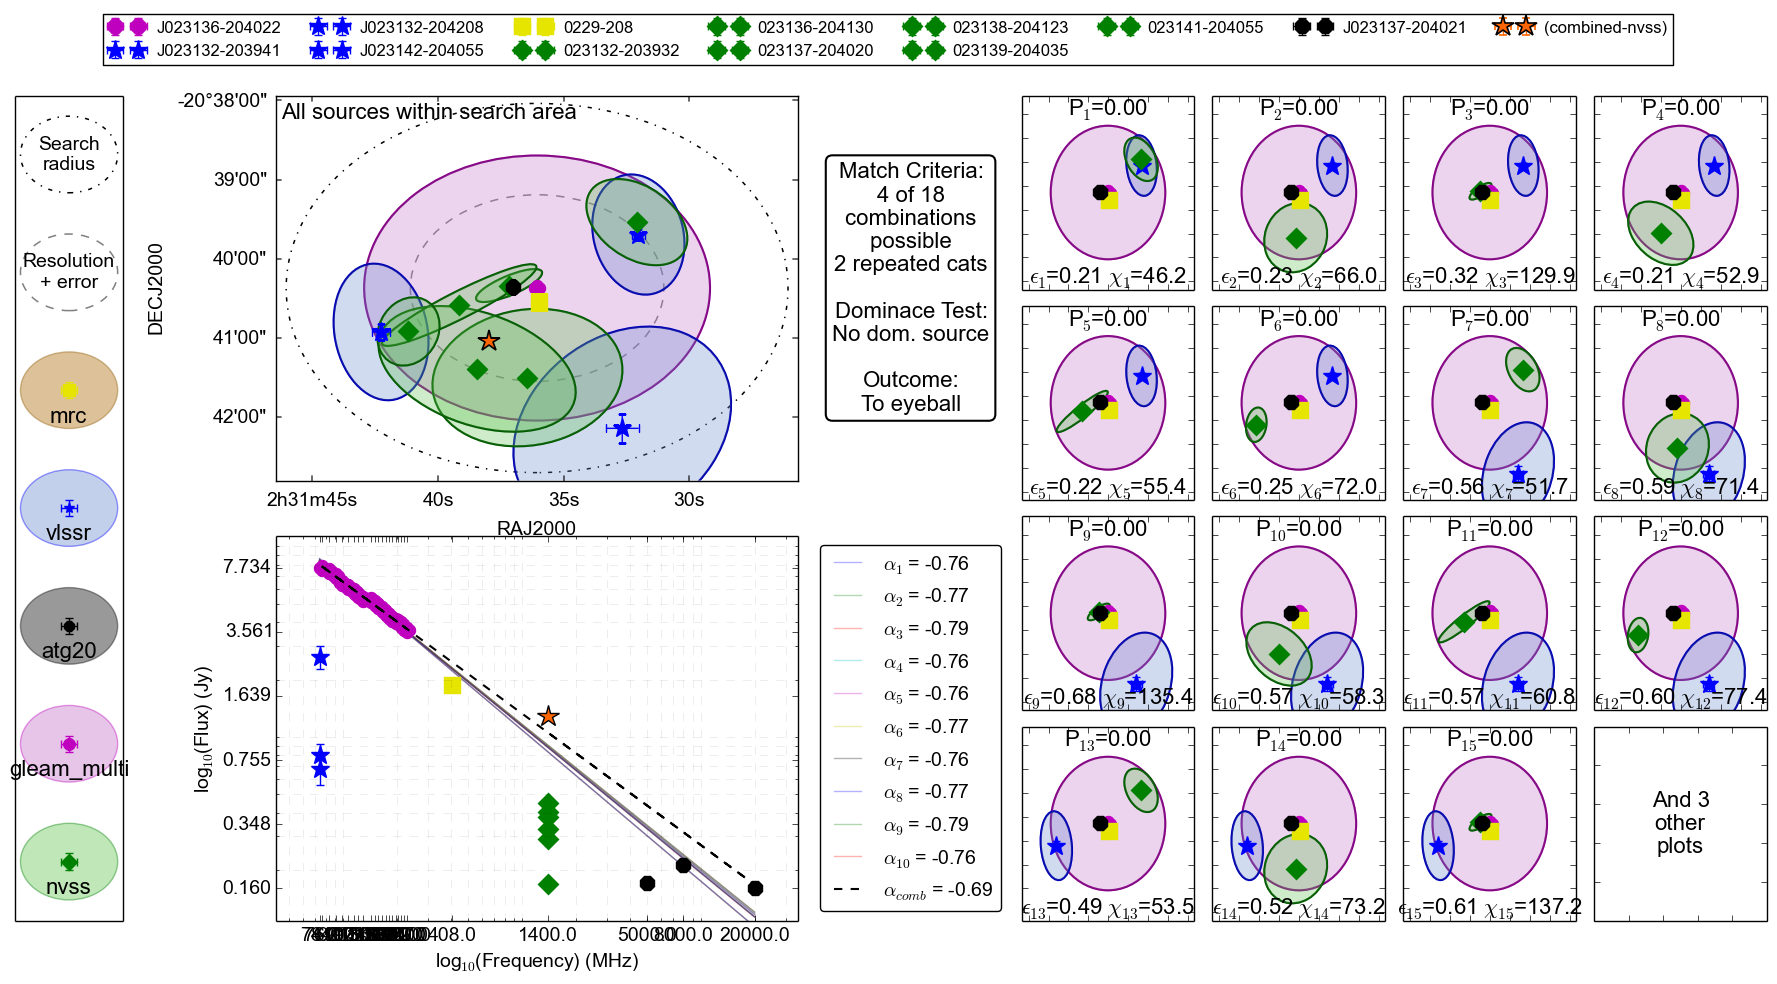 J023136-204022
J023132-204208
0229-208
023136-204130
023138-204123
023141-204055
J023137-204021
(combined-nvss)
J023132-203941
J023142-204055
023132-203932
023137-204020
023139-204035
Search
radius
Resolution
+ error
mrc
vlssr
atg20
gleam_multi
nvss
All sources within search area
-20°38'00"
39'00"
40'00"
41'00"
42'00"
DECJ2000
2h31m45s
40s
35s
30s
RAJ2000
Match Criteria:
4 of 18
combinations
possible
2 repeated cats
Dominace Test:
No dom. source
Outcome:
To eyeball
7.734
3.561
1.639
0.755
0.348
0.160
log10(Flux) (Jy)
408.0
1400.0
5000.0
8000.0
20000.0
log10(Frequency) (MHz)
α1 = -0.76
α2 = -0.77
α3 = -0.79
α4 = -0.76
α5 = -0.76
α6 = -0.77
α7 = -0.76
α8 = -0.77
α9 = -0.79
α10 = -0.76
αcomb = -0.69
P1=0.00
ϵ1=0.21 χ1=46.2
P2=0.00
ϵ2=0.23 χ2=66.0
P3=0.00
ϵ3=0.32 χ3=129.9
P4=0.00
ϵ4=0.21 χ4=52.9
P5=0.00
ϵ5=0.22 χ5=55.4
P6=0.00
ϵ6=0.25 χ6=72.0
P7=0.00
ϵ7=0.56 χ7=51.7
P8=0.00
ϵ8=0.59 χ8=71.4
P9=0.00
ϵ9=0.68 χ9=135.4
P10=0.00
ϵ10=0.57 χ10=58.3
P11=0.00
ϵ11=0.57 χ11=60.8
P12=0.00
ϵ12=0.60 χ12=77.4
P13=0.00
ϵ13=0.49 χ13=53.5
P14=0.00
ϵ14=0.52 χ14=73.2
P15=0.00
ϵ15=0.61 χ15=137.2
And 3
other
plots